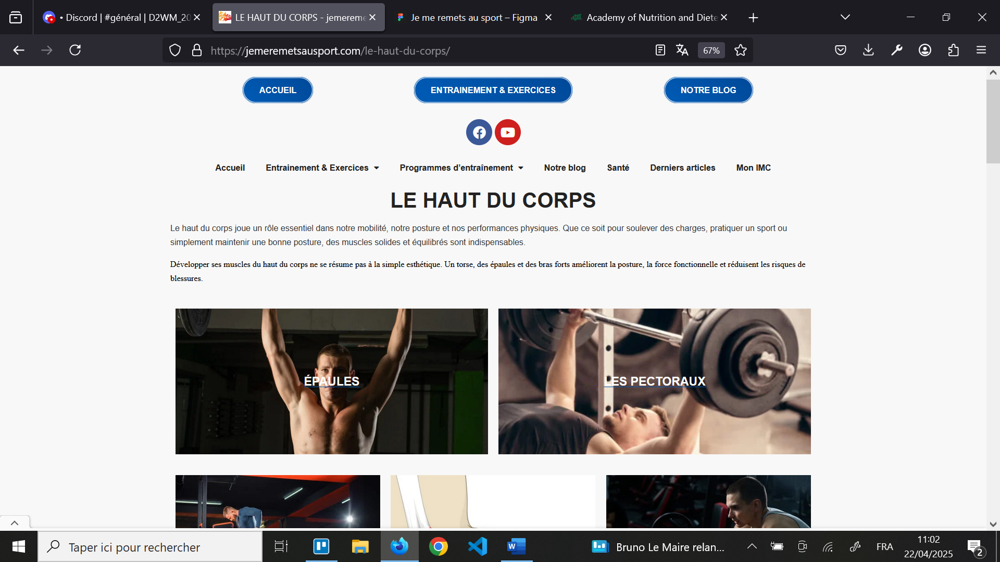 • Discord | #général | D2WM_20
LE HAUT DU CORPS - jemerem
Je me remets au sport – Figma
Academy of Nutrition and Diete
https://jemeremetsausport.com/le-haut-du-corps/
67%
ACCUEIL
ENTRAINEMENT & EXERCICES
NOTRE BLOG
Accueil
Entrainement & Exercices
Programmes d’entraînement
Notre blog
Santé
Derniers articles
Mon IMC
LE HAUT DU CORPS
Le haut du corps joue un rôle essentiel dans notre mobilité, notre posture et nos performances physiques. Que ce soit pour soulever des charges, pratiquer un sport ou
simplement maintenir une bonne posture, des muscles solides et équilibrés sont indispensables.
Développer ses muscles du haut du corps ne se résume pas à la simple esthétique. Un torse, des épaules et des bras forts améliorent la posture, la force fonctionnelle et réduisent les risques de
blessures.
ÉPAULES
LES PECTORAUX
Taper ici pour rechercher
Bruno Le Maire relan...
FRA
11:02
22/04/2025
2